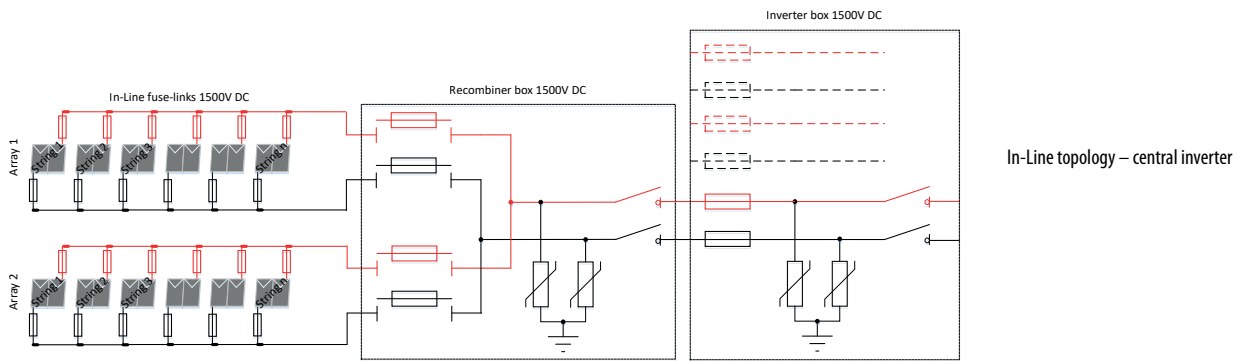 Inverter box 1500V DC
In-Line fuse-links 1500V DC
Recombiner box 1500V DC
Array 1
String 1
String 2
String 3
String n
In-Line topology – central inverter
Array 2
String 1
String 2
String 3
String n